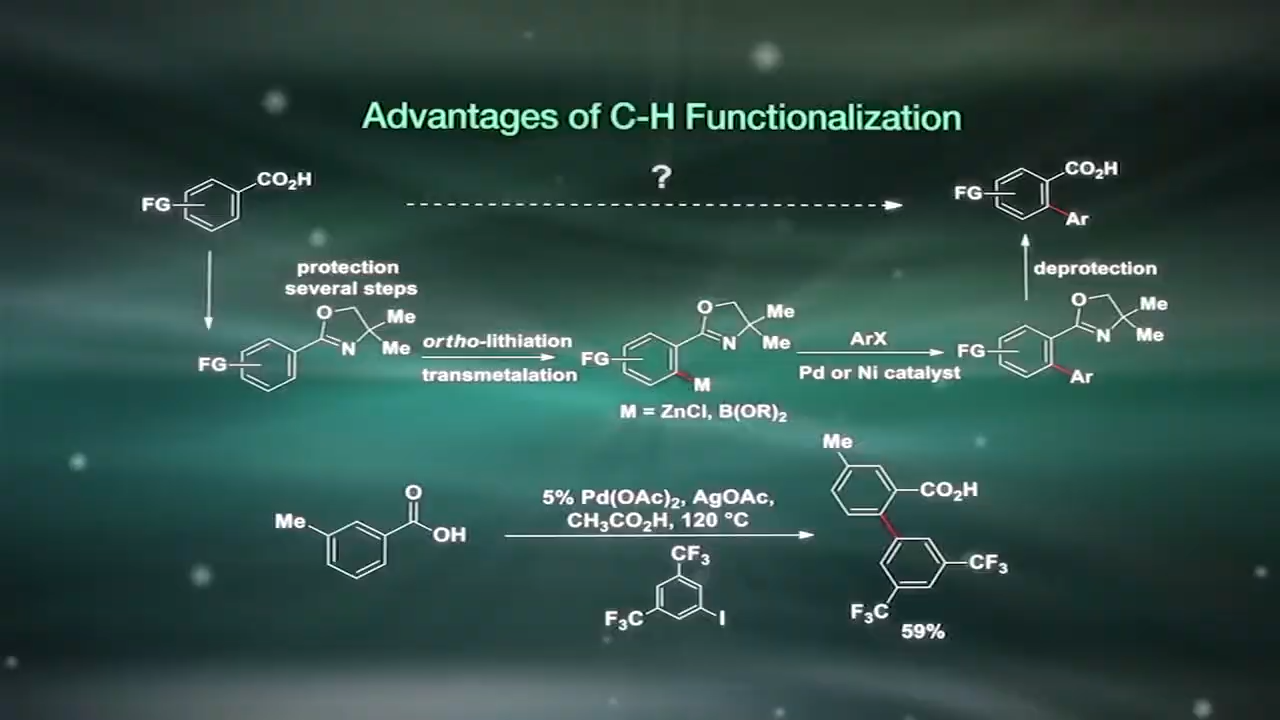 Advantages of C-H Functionalization
FG
CO₂H
?
FG
CO₂H
Ar
protection
several steps
deprotection
FG
O
N
Me
Me
ortho-lithiation
transmetalation
FG
O
N
Me
Me
M
M = ZnCl, B(OR)₂
ArX
Pd or Ni catalyst
FG
O
N
Me
Me
Ar
Me
O
OH
5% Pd(OAc)₂, AgOAc,
CH₃CO₂H, 120 °C
CF₃
F₃C
I
Me
CO₂H
CF₃
F₃C
59%